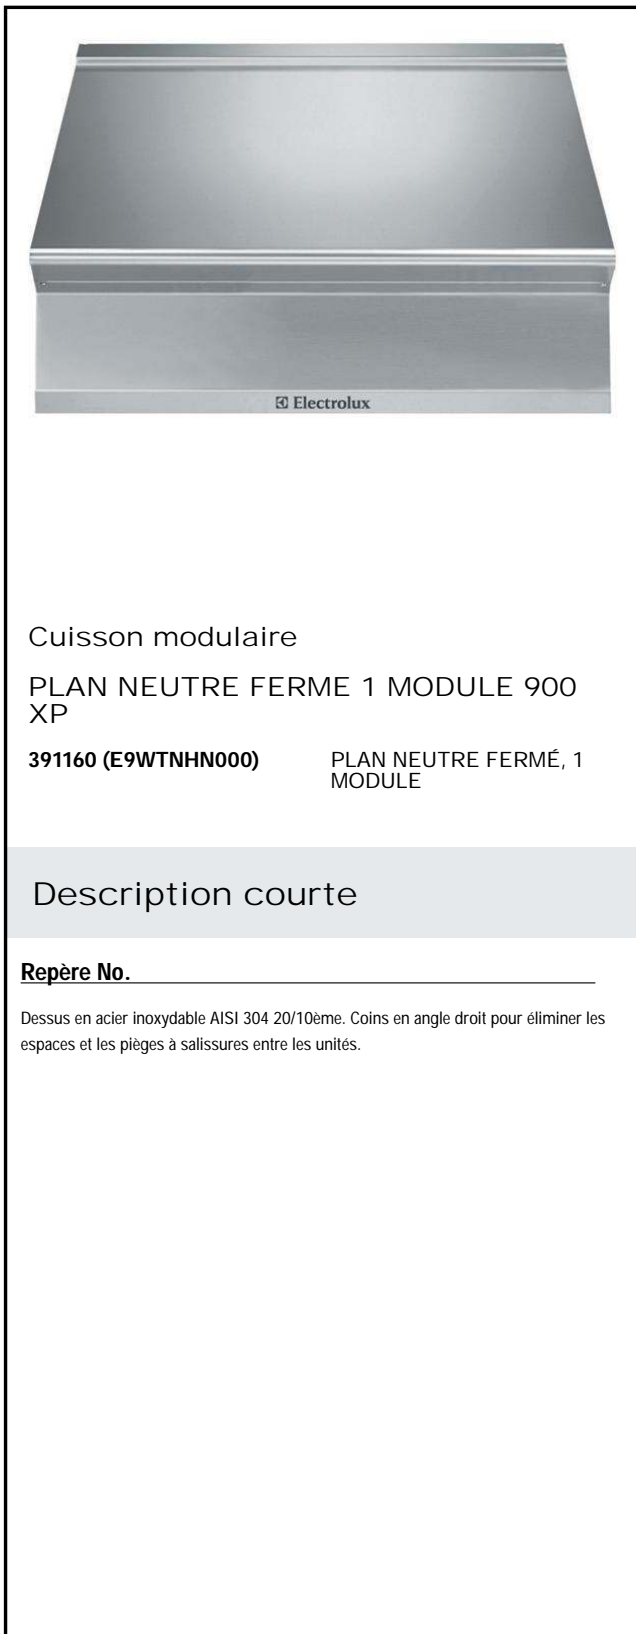 Electrolux
Cuisson modulaire
PLAN NEUTRE FERME 1 MODULE 900
XP
391160 (E9WTNHN000)
PLAN NEUTRE FERMÉ, 1
MODULE
Description courte
Repère No.
Dessus en acier inoxydable AISI 304 20/10ème. Coins en angle droit pour éliminer les
espaces et les pièges à salissures entre les unités.